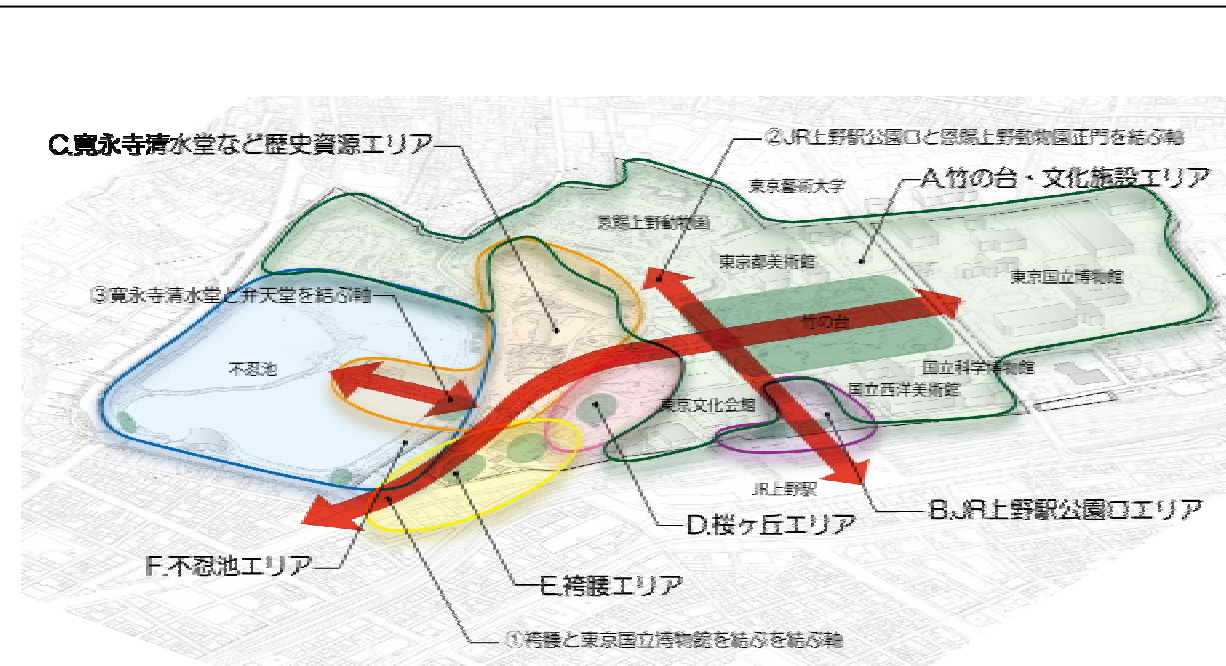 C.寛永寺清水堂など歴史資源エリア
②JR上野駅公園口と恩賜上野動物園正門を結ぶ軸
東京藝術大学
A.竹の台・文化施設エリア
恩賜上野動物園
東京都美術館
東京国立博物館
③寛永寺清水堂と弁天堂を結ぶ軸
竹の台
不忍池
国立科学博物館
国立西洋美術館
東京文化会館
JR上野駅
B.JR上野駅公園口エリア
D.桜ヶ丘エリア
F.不忍池エリア
E.袴腰エリア
①袴腰と東京国立博物館を結ぶを結ぶ軸